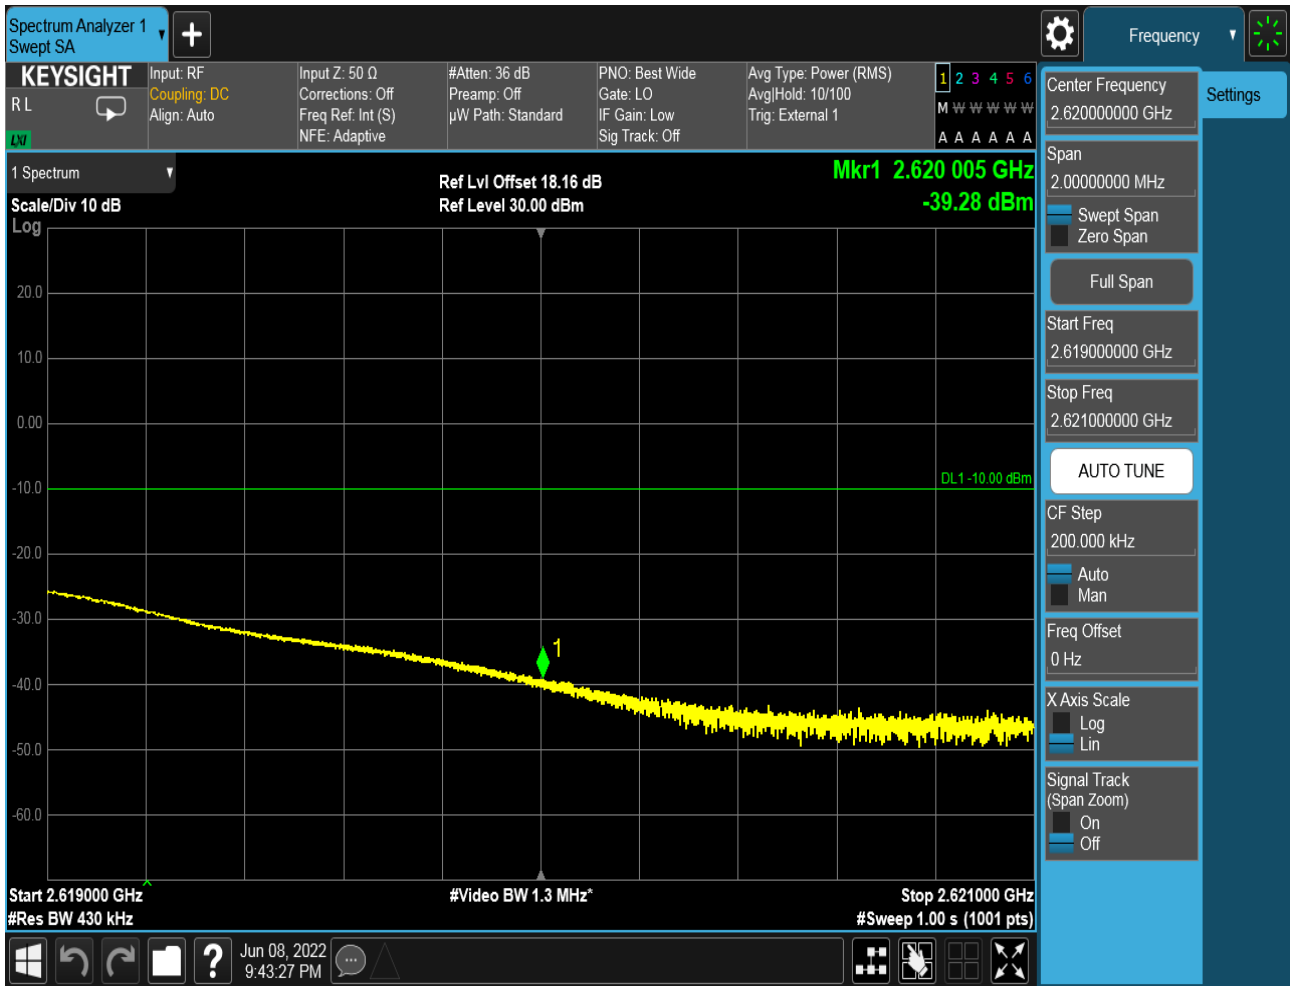 Spectrum Analyzer 1
Swept SA
Frequency
KEYSIGHT
R L
LXI
Input: RF
Coupling: DC
Align: Auto
Input Z: 50 Ω
Corrections: Off
Freq Ref: Int (S)
NFE: Adaptive
#Atten: 36 dB
Preamp: Off
µW Path: Standard
PNO: Best Wide
Gate: LO
IF Gain: Low
Sig Track: Off
Avg Type: Power (RMS)
Avg|Hold: 10/100
Trig: External 1
1 2 3 4 5 6
M W W W W W
A A A A A A
1 Spectrum
Scale/Div 10 dB
Log
Ref Lvl Offset 18.16 dB
Ref Level 30.00 dBm
Mkr1 2.620 005 GHz
-39.28 dBm
20.0
10.0
0.00
-10.0
-20.0
-30.0
-40.0
-50.0
-60.0
DL1 -10.00 dBm
1
Start 2.619000 GHz
#Res BW 430 kHz
#Video BW 1.3 MHz*
Stop 2.621000 GHz
#Sweep 1.00 s (1001 pts)
Jun 08, 2022
9:43:27 PM
?
Center Frequency
2.620000000 GHz
Span
2.00000000 MHz
Swept Span
Zero Span
Full Span
Start Freq
2.619000000 GHz
Stop Freq
2.621000000 GHz
AUTO TUNE
CF Step
200.000 kHz
Auto
Man
Freq Offset
0 Hz
X Axis Scale
Log
Lin
Signal Track
(Span Zoom)
On
Off
Settings